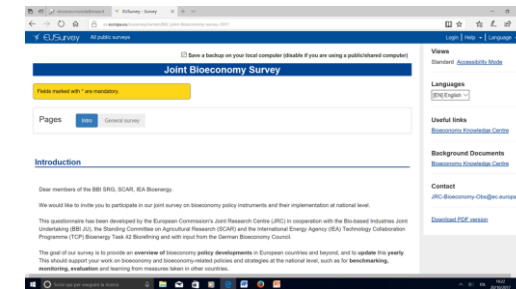 EUSurvey - Survey
ec.europa.eu/eusurvey/runner/JRC-joint-Bioeconomy-survey-2017
EUSurvey All public surveys
Login | Help | Language
Save a backup on your local computer (disable if you are using a public/shared computer)
Joint Bioeconomy Survey
Fields marked with * are mandatory.
Pages Intro General survey
Introduction
Dear members of the BBI SRG, SCAR, IEA Bioenergy,
We would like to invite you to participate in our joint survey on bioeconomy policy instruments and their implementation at national level.
This questionnaire has been developed by the European Commission's Joint Research Centre (JRC) in cooperation with the Bio-based Industries Joint
Undertaking (BBI JU), the Standing Committee on Agricultural Research (SCAR) and the International Energy Agency (IEA) Technology Collaboration
Programme (TCP) Bioenergy Task 42 Biorefining and with input from the German Bioeconomy Council.
The goal of our survey is to provide an overview of bioeconomy policy developments in European countries and beyond, and to update this yearly.
This should support your work on bioeconomy and bioeconomy-related policies and strategies at the national level, such as for benchmarking,
monitoring, evaluation and learning from measures taken in other countries.
Views
Standard Accessibility Mode
Languages
[EN] English
Useful links
Bioeconomy Knowledge Centre
Background Documents
Bioeconomy Knowledge Centre
Contact
JRC-Bioeconomy-Obs@ec.europa
Download PDF version